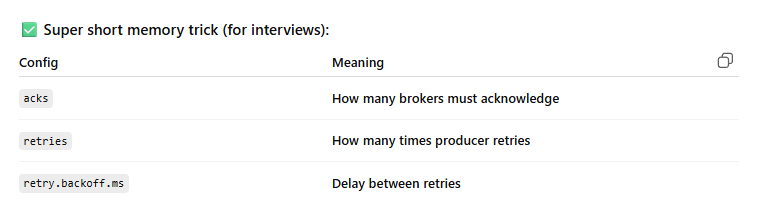 ✅ Super short memory trick (for interviews):
Config Meaning
acks How many brokers must acknowledge
retries How many times producer retries
retry.backoff.ms Delay between retries